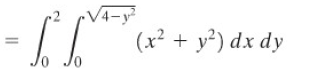 = ∫₀² ∫₀^√(4−y²) (x² + y²) dx dy